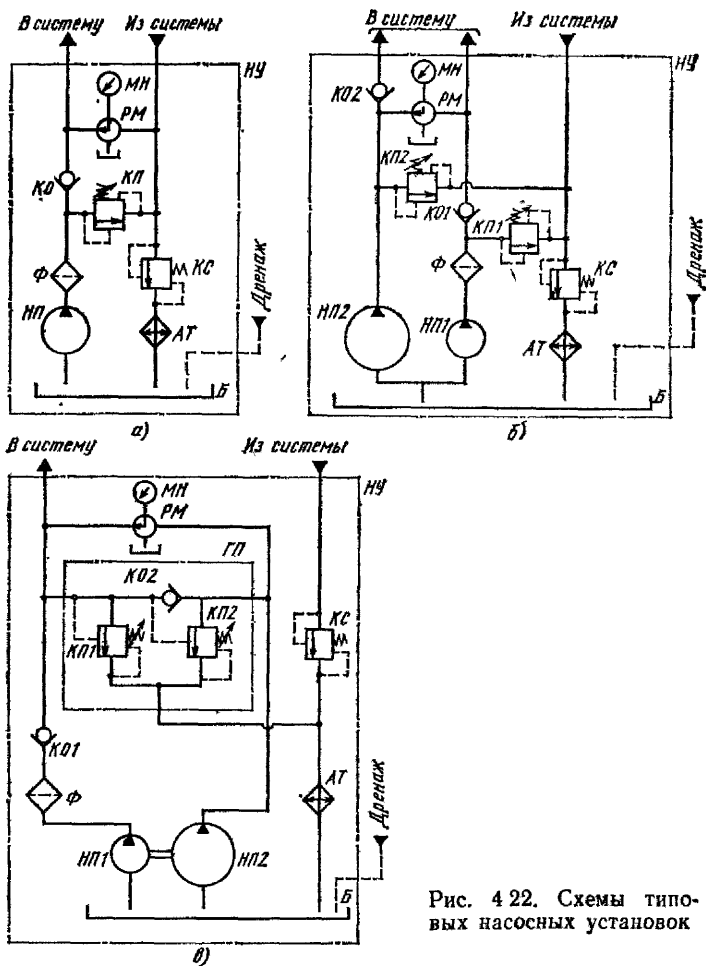 В систему Из системы
НУ
МН
РМ
КО
КП
КС
Ф
НП
АТ
Дренаж
Б
а)
В систему Из системы
НУ
КО2
МН
РМ
КП2
КО1
КП1
КС
Ф
НП2
НП1
АТ
Дренаж
Б
б)
В систему Из системы
НУ
МН
РМ
ГП
КО2
КП1
КП2
КС
КО1
Ф
АТ
НП1
НП2
Дренаж
Б
в)
Рис. 4 22. Схемы типо-
вых насосных установок